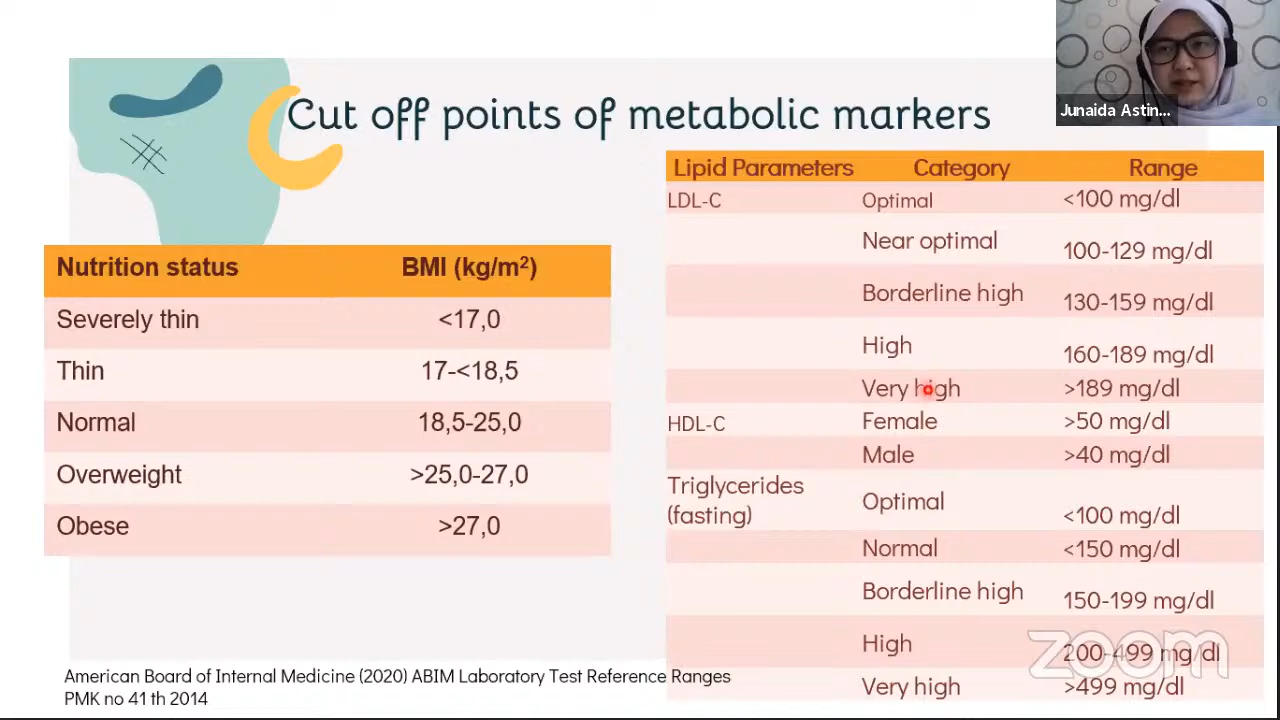 Junaida Astin...
Cut off points of metabolic markers
Nutrition status BMI (kg/m²)
Severely thin <17,0
Thin 17-<18,5
Normal 18,5-25,0
Overweight >25,0-27,0
Obese >27,0
Lipid Parameters Category Range
LDL-C Optimal <100 mg/dl
Near optimal 100-129 mg/dl
Borderline high 130-159 mg/dl
High 160-189 mg/dl
Very high >189 mg/dl
HDL-C Female >50 mg/dl
Male >40 mg/dl
Triglycerides
(fasting) Optimal <100 mg/dl
Normal <150 mg/dl
Borderline high 150-199 mg/dl
High 200-499 mg/dl
Very high >499 mg/dl
zoom
American Board of Internal Medicine (2020) ABIM Laboratory Test Reference Ranges
PMK no 41 th 2014